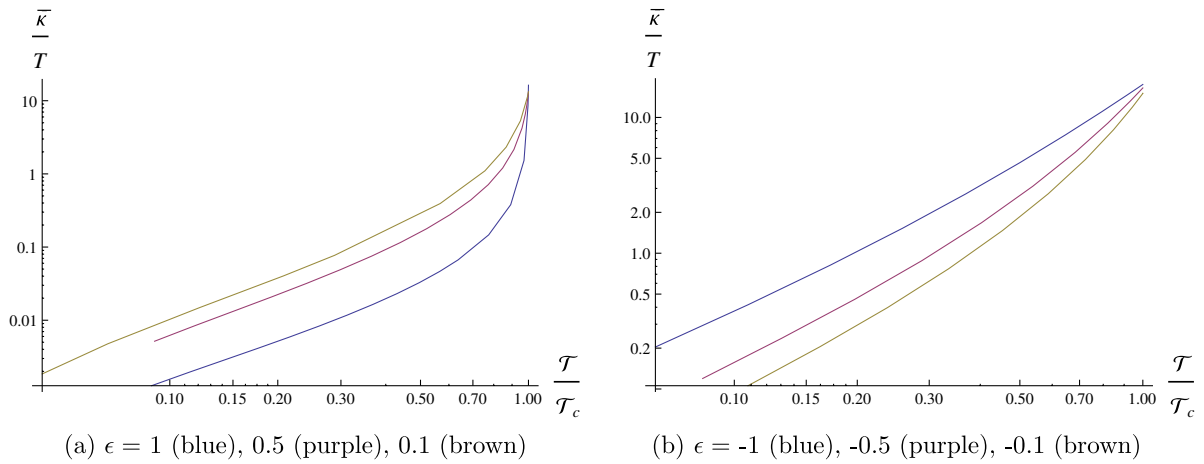 κ̄
T
10
1
0.1
0.01
0.10 0.15 0.20 0.30 0.50 0.70 1.00
𝒯
𝒯c
(a) ϵ = 1 (blue), 0.5 (purple), 0.1 (brown)
κ̄
T
10.0
5.0
2.0
1.0
0.5
0.2
0.10 0.15 0.20 0.30 0.50 0.70 1.00
𝒯
𝒯c
(b) ϵ = -1 (blue), -0.5 (purple), -0.1 (brown)